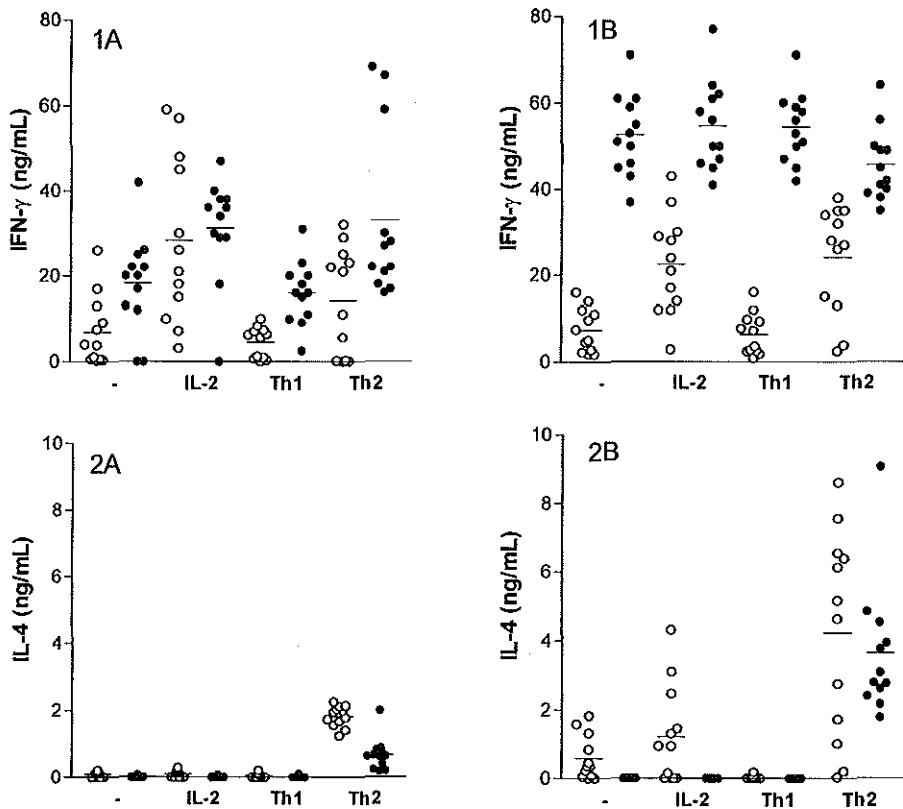 1A
IFN-γ (ng/mL)
80
60
40
20
0
- IL-2 Th1 Th2
1B
IFN-γ (ng/mL)
80
60
40
20
0
- IL-2 Th1 Th2
2A
IL-4 (ng/mL)
10
8
6
4
2
0
- IL-2 Th1 Th2
2B
IL-4 (ng/mL)
10
8
6
4
2
0
- IL-2 Th1 Th2